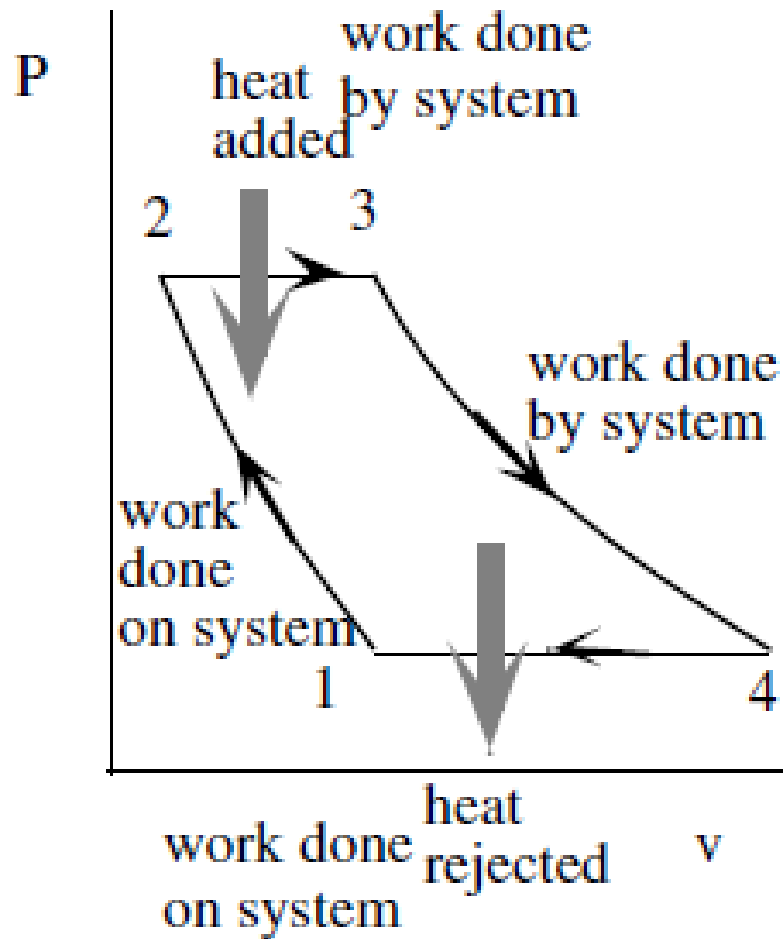 P
work done
by system
heat
added
2
3
work done
by system
work
done
on system
1
4
heat
rejected
work done
on system
v